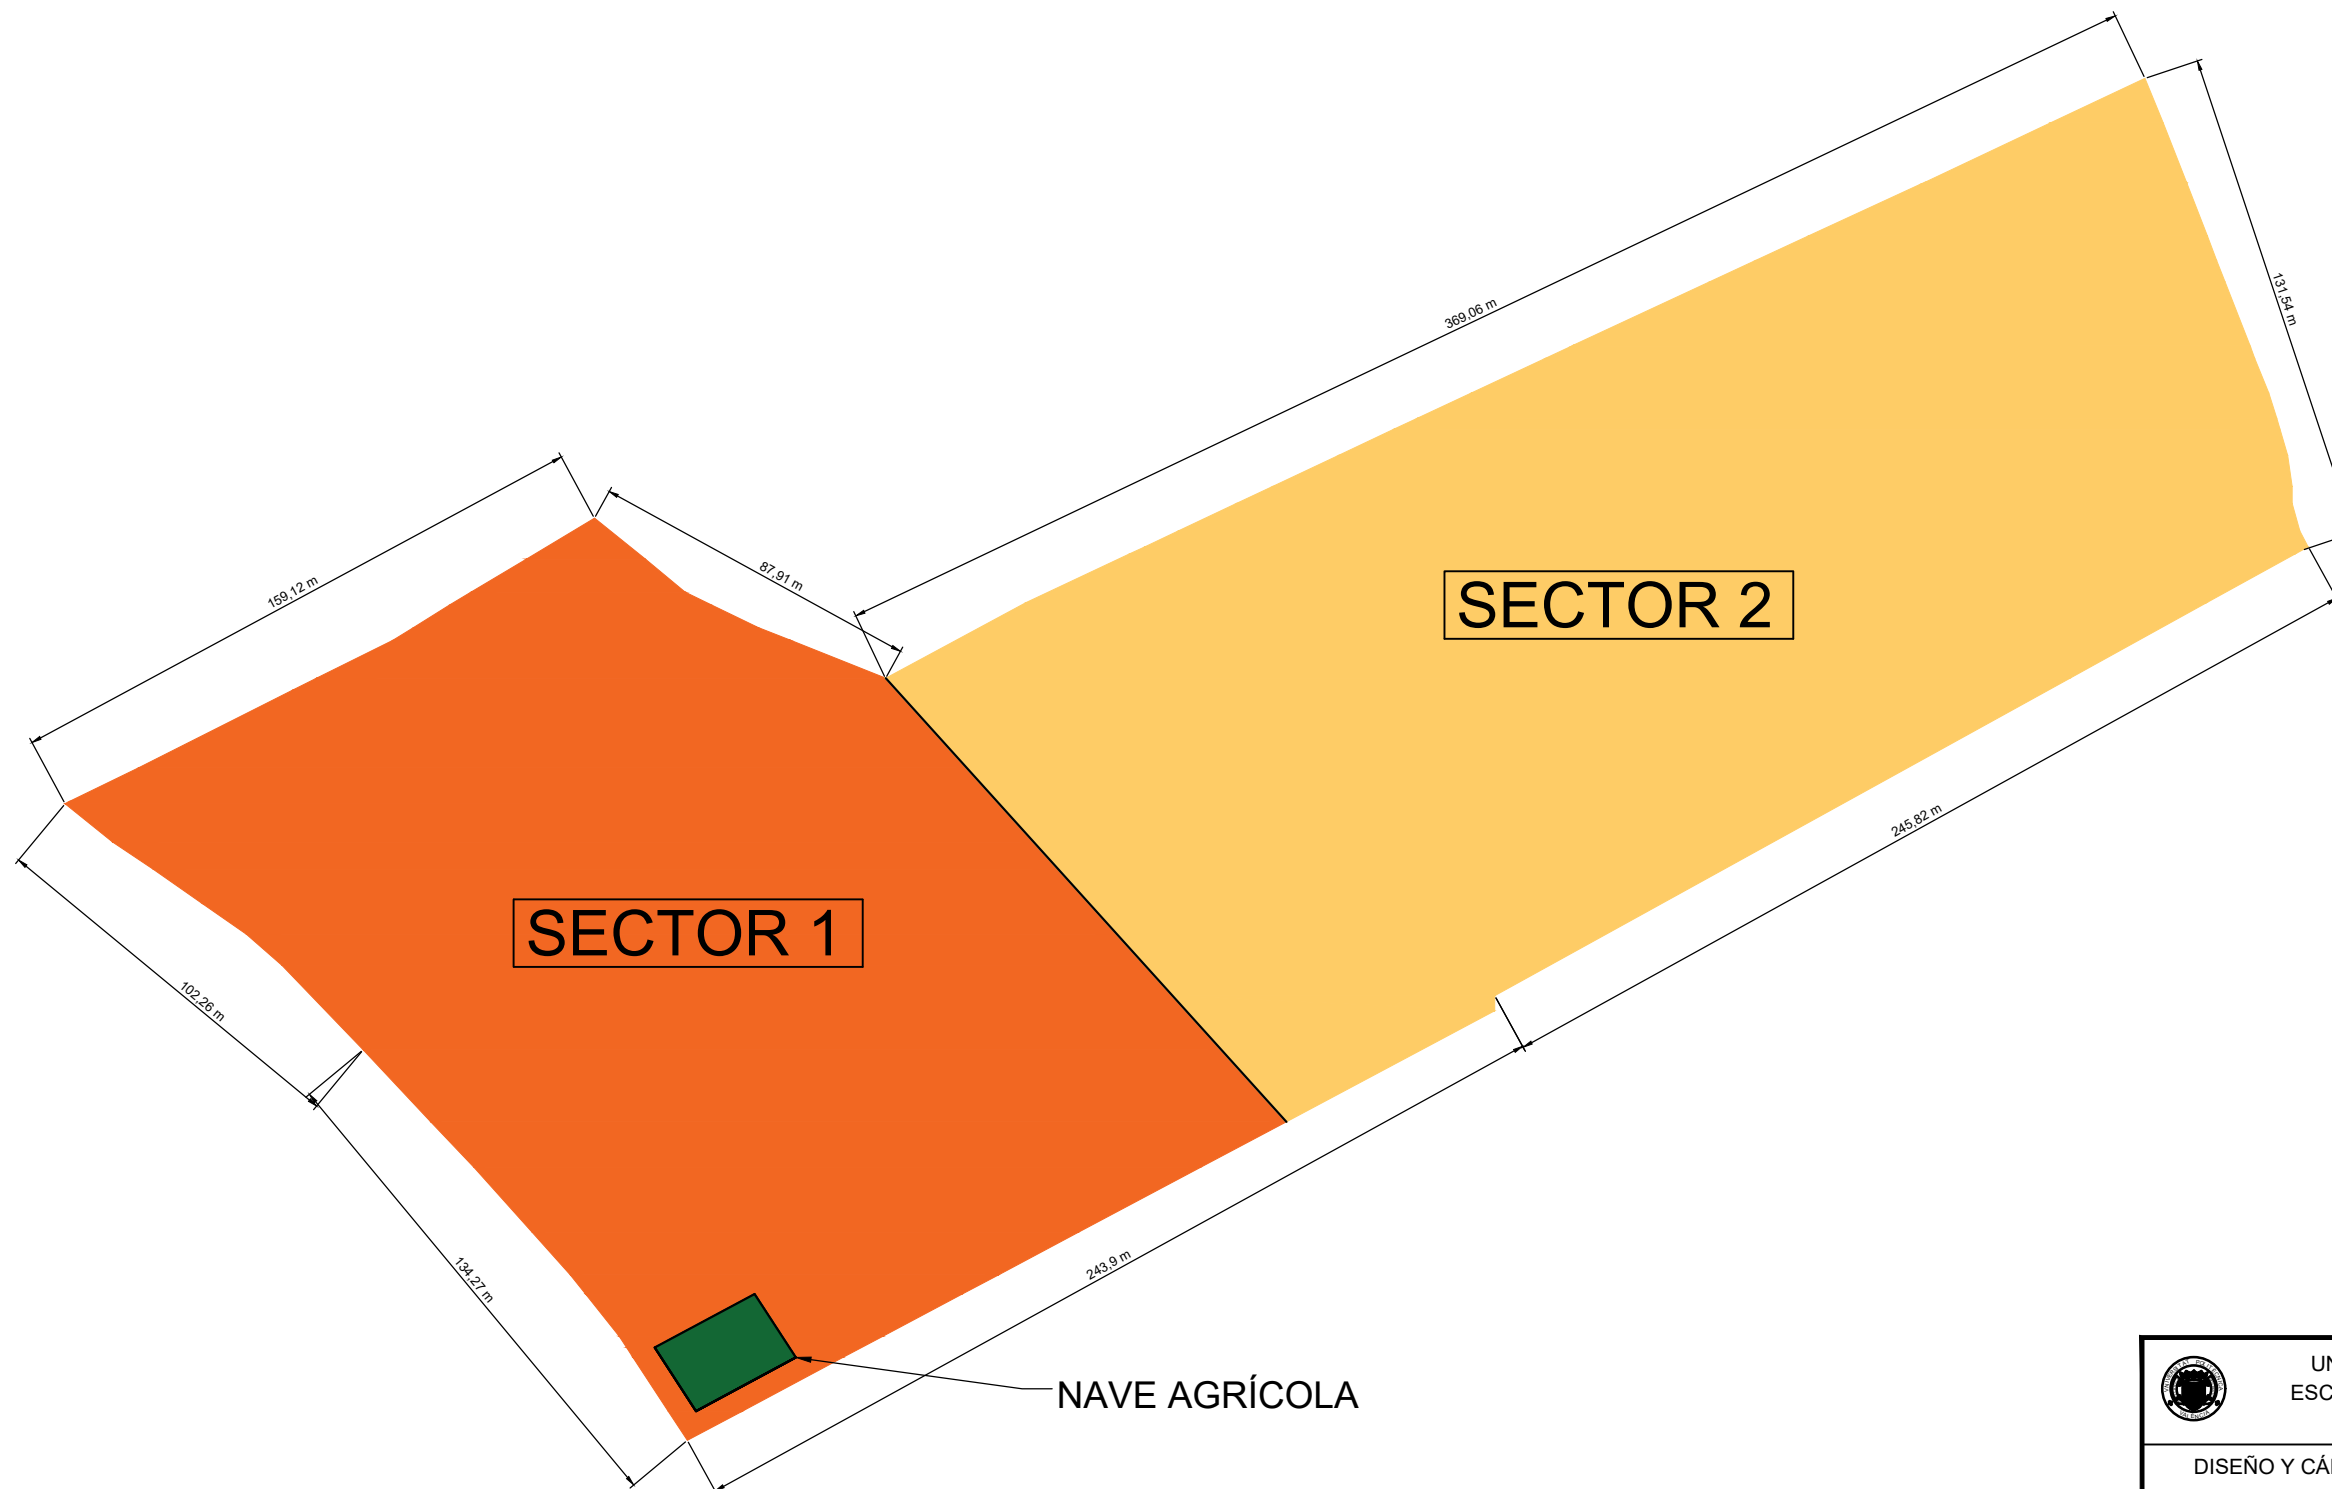 369,06 m
131,54 m
159,12 m
87,91 m
SECTOR 2
245,82 m
SECTOR 1
102,26 m
134,27 m
243,9 m
NAVE AGRÍCOLA
UN
ESC
DISEÑO Y CÁ